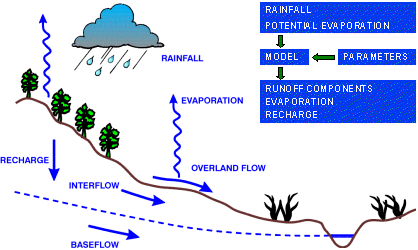 RAINFALL
POTENTIAL EVAPORATION
MODEL
PARAMETERS
RUNOFF COMPONENTS
EVAPORATION
RECHARGE
RAINFALL
EVAPORATION
RECHARGE
OVERLAND FLOW
INTERFLOW
BASEFLOW